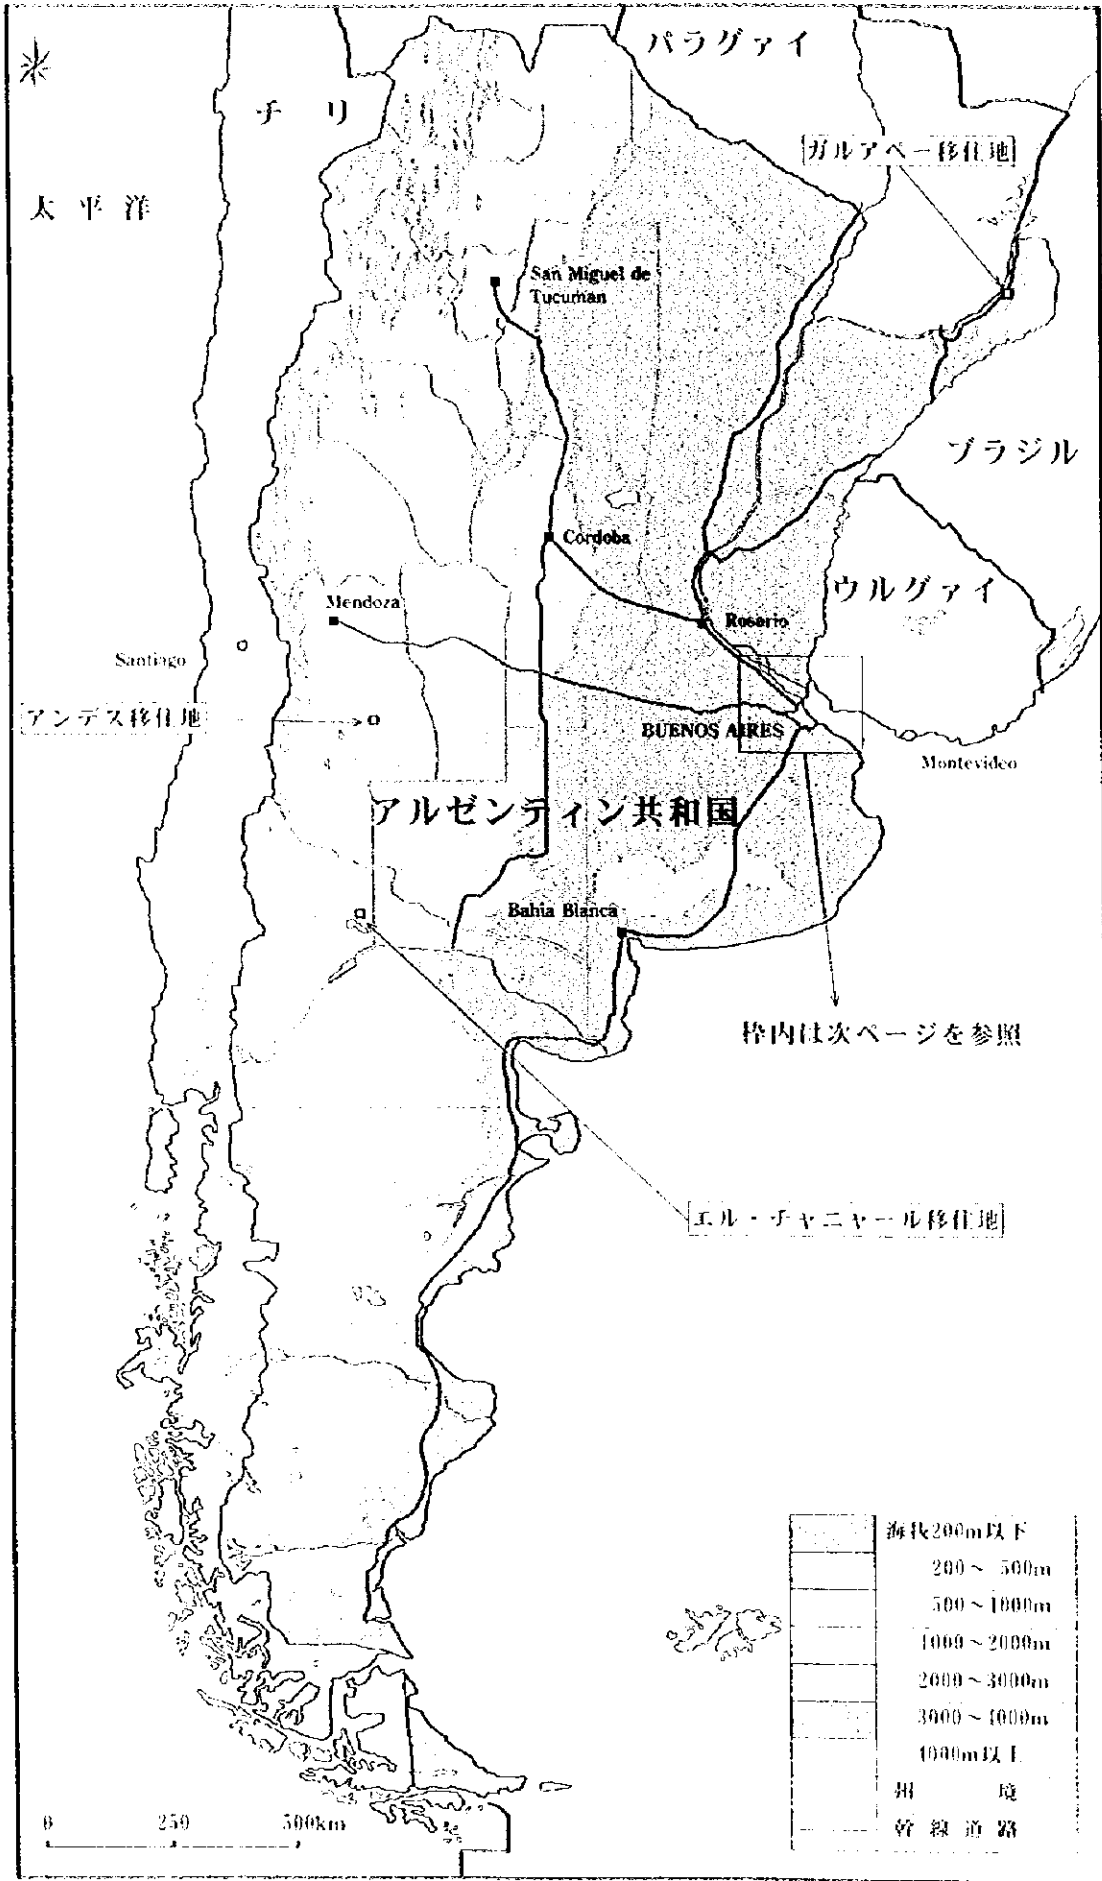 パラグァイ
チリ
ガルアペー移住地
太平洋
San Miguel de
Tucuman
ブラジル
Córdoba
ウルグァイ
Mendoza
Rosario
Santiago
アンデス移住地
BUENOS AIRES
Montevideo
アルゼンティン共和国
Bahia Blanca
枠内は次ページを参照
エル・チャニャール移住地
海抜200m以下
200~500m
500~1000m
1000~2000m
2000~3000m
3000~4000m
4000m以上
州境
幹線道路
0 250 500km